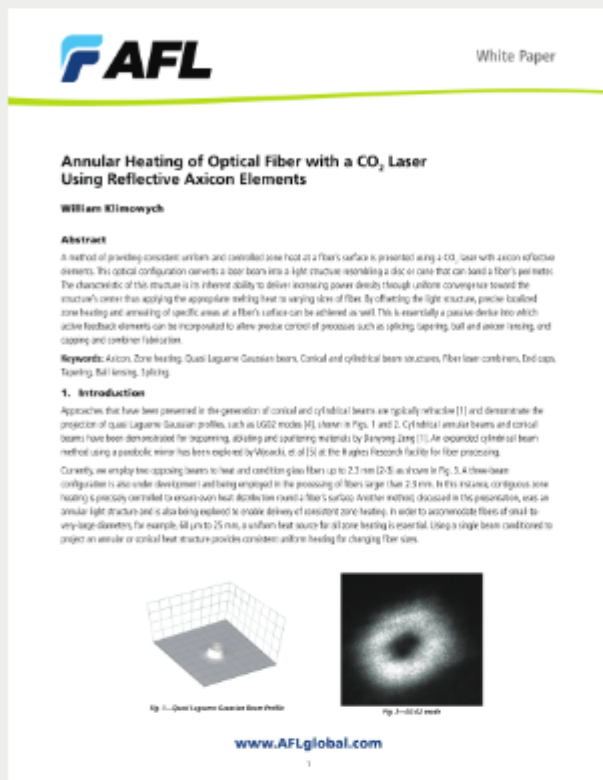 AFL
White Paper
Annular Heating of Optical Fiber with a CO₂ Laser
Using Reflective Axicon Elements
William Klimowych
Abstract
A method of providing consistent uniform and controlled zone heat at a fiber's surface is presented using a CO₂ laser with axicon reflective
elements. This optical configuration converts a laser beam into a light structure resembling a disc or cone that can band a fiber's perimeter.
The characteristic of this structure is its inherent ability to deliver increasing power density through uniform convergence toward the
structure's center thus applying the appropriate melting heat to varying sizes of fiber. By offsetting the light structure, precise localized
zone heating and annealing of specific areas at a fiber's surface can be achieved as well. This is essentially a passive device into which
active feedback elements can be incorporated to allow precise control of processes such as splicing, tapering, ball and axicon lensing, end
capping and combiner fabrication.
Keywords: Axicon, Zone heating, Quasi Laguerre Gaussian beam, Conical and cylindrical beam structures, Fiber laser combiners, End caps,
Tapering, Ball lensing, Splicing.
1. Introduction
Approaches that have been presented in the generation of conical and cylindrical beams are typically refractive [1] and demonstrate the
projection of quasi Laguerre Gaussian profiles, such as LG02 modes [4], shown in Figs. 1 and 2. Cylindrical annular beams and conical
beams have been demonstrated for trepanning, ablating and sputtering materials by Danyong Zeng [1]. An expanded cylindrical beam
method using a parabolic mirror has been explored by Wysocki, et al [5] at the Hughes Research facility for fiber processing.
Currently, we employ two opposing beams to heat and condition glass fibers up to 2.3 mm [2-3] as shown in Fig. 3. A three-beam
configuration is also under development and being employed in the processing of fibers larger than 2.3 mm. In this instance, contiguous zone
heating is precisely controlled to ensure even heat distribution round a fiber's surface. Another method, discussed in this presentation, uses an
annular light structure and is also being explored to enable delivery of consistent zone heating. In order to accommodate fibers of small-to-
very-large-diameters, for example, 60 µm to 25 mm, a uniform heat source for all zone heating is essential. Using a single beam conditioned to
project an annular or conical heat structure provides consistent uniform heating for changing fiber sizes.
Fig. 1—Quasi Laguerre Gaussian Beam Profile
Fig. 2—LG02 mode
www.AFLglobal.com
1